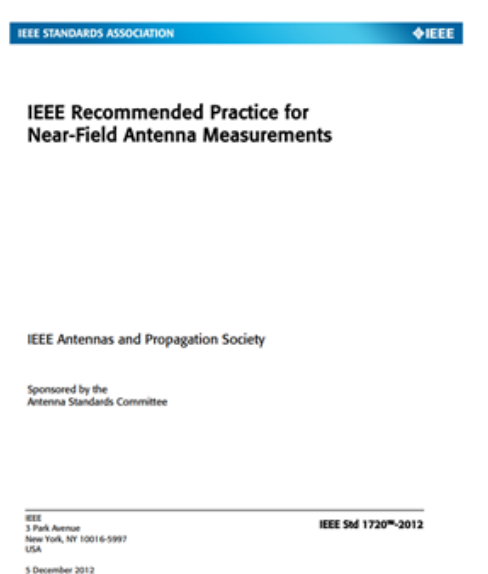 IEEE STANDARDS ASSOCIATION
IEEE
IEEE Recommended Practice for
Near-Field Antenna Measurements
IEEE Antennas and Propagation Society
Sponsored by the
Antenna Standards Committee
IEEE
3 Park Avenue
New York, NY 10016-5997
USA
5 December 2012
IEEE Std 1720™-2012